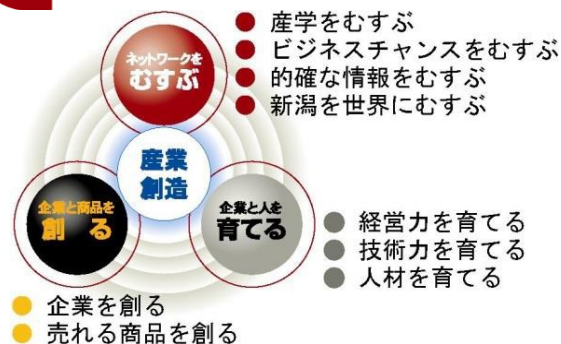 ネットワークを
むすぶ
産学をむすぶ
ビジネスチャンスをむすぶ
的確な情報をむすぶ
新潟を世界にむすぶ
産業
創造
企業と商品を
創る
企業と人を
育てる
経営力を育てる
技術力を育てる
人材を育てる
企業を創る
売れる商品を創る